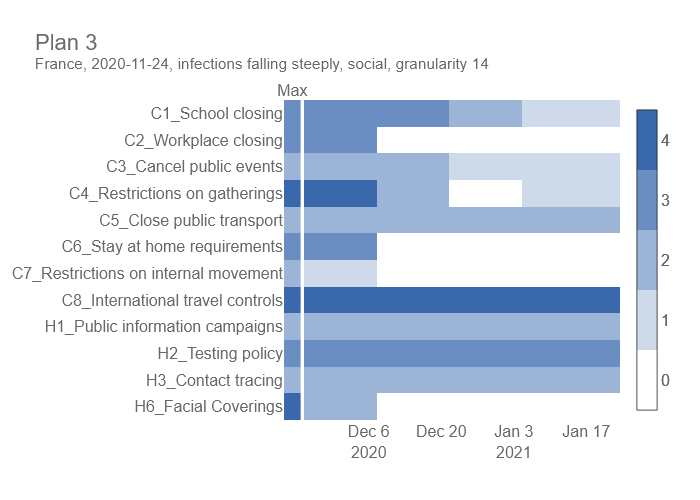 Plan 3
France, 2020-11-24, infections falling steeply, social, granularity 14
Max
C1_School closing
C2_Workplace closing
C3_Cancel public events
C4_Restrictions on gatherings
C5_Close public transport
C6_Stay at home requirements
C7_Restrictions on internal movement
C8_International travel controls
H1_Public information campaigns
H2_Testing policy
H3_Contact tracing
H6_Facial Coverings
Dec 6 Dec 20 Jan 3 Jan 17
2020 2021
4
3
2
1
0